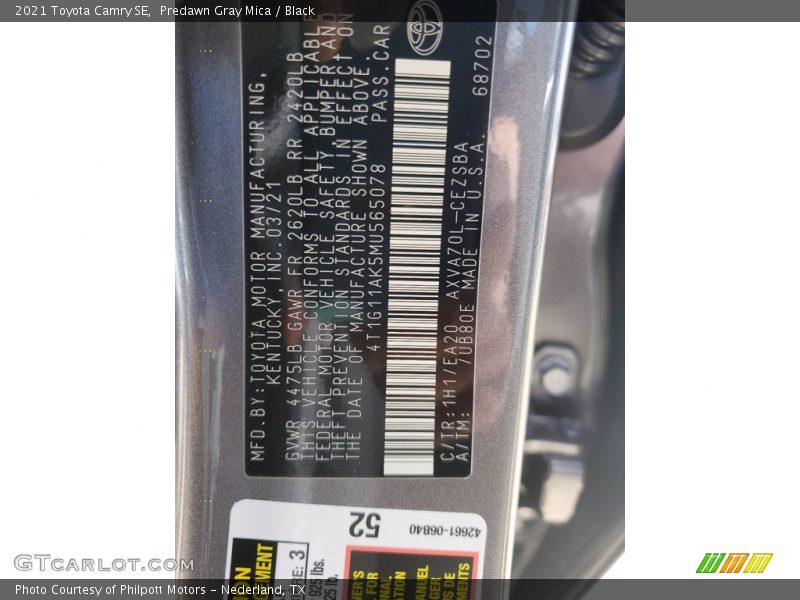 2021 Toyota Camry SE, Predawn Gray Mica / Black
MFD. BY: TOYOTA MOTOR MANUFACTURING,
KENTUCKY, INC. 03/21
GVWR 4475LB GAWR FR 2620LB RR 2420LB
THIS VEHICLE CONFORMS TO ALL APPLICABLE
FEDERAL MOTOR VEHICLE SAFETY, BUMPER AND
THEFT PREVENTION STANDARDS IN EFFECT ON
THE DATE OF MANUFACTURE SHOWN ABOVE.
4T1G11AK5MU565078 PASS.CAR
C/TR:1H1/EA20 AXVA70L-CEZSBA
A/TM: /UB80E MADE IN U.S.A. 68702
52
42661-06B40
3
925 lbs.
GTCarLot.com
Photo Courtesy of Philpott Motors - Nederland, TX